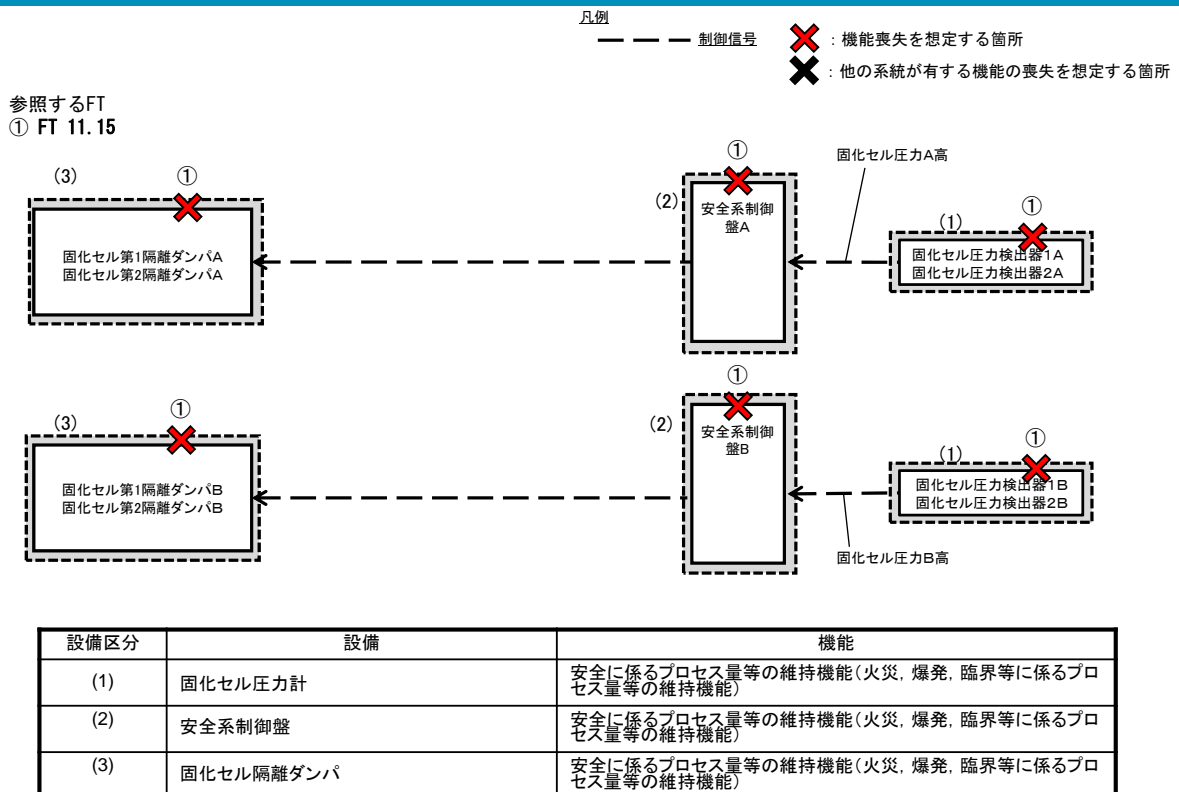 凡例
制御信号
：機能喪失を想定する箇所
：他の系統が有する機能の喪失を想定する箇所
参照するFT
① FT 11.15
(3)
①
固化セル第1隔離ダンパA
固化セル第2隔離ダンパA
①
(2)
安全系制御
盤A
固化セル圧力A高
(1)
①
固化セル圧力検出器1A
固化セル圧力検出器2A
(3)
①
固化セル第1隔離ダンパB
固化セル第2隔離ダンパB
①
(2)
安全系制御
盤B
(1)
①
固化セル圧力検出器1B
固化セル圧力検出器2B
固化セル圧力B高
設備区分 設備 機能
(1) 固化セル圧力計 安全に係るプロセス量等の維持機能(火災，爆発，臨界等に係るプロ
セス量等の維持機能)
(2) 安全系制御盤 安全に係るプロセス量等の維持機能(火災，爆発，臨界等に係るプロ
セス量等の維持機能)
(3) 固化セル隔離ダンパ 安全に係るプロセス量等の維持機能(火災，爆発，臨界等に係るプロ
セス量等の維持機能)